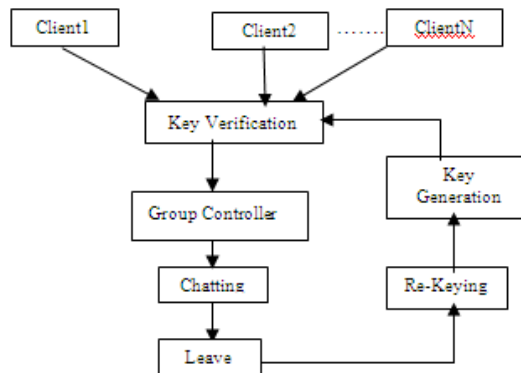 Client1
Client2
........
ClientN
Key Verification
Key
Generation
Group Controller
Chatting
Re-Keying
Leave